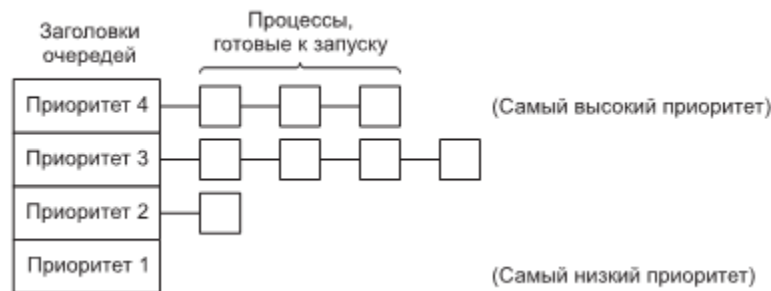 Заголовки
очередей
Процессы,
готовые к запуску
Приоритет 4
(Самый высокий приоритет)
Приоритет 3
Приоритет 2
Приоритет 1
(Самый низкий приоритет)